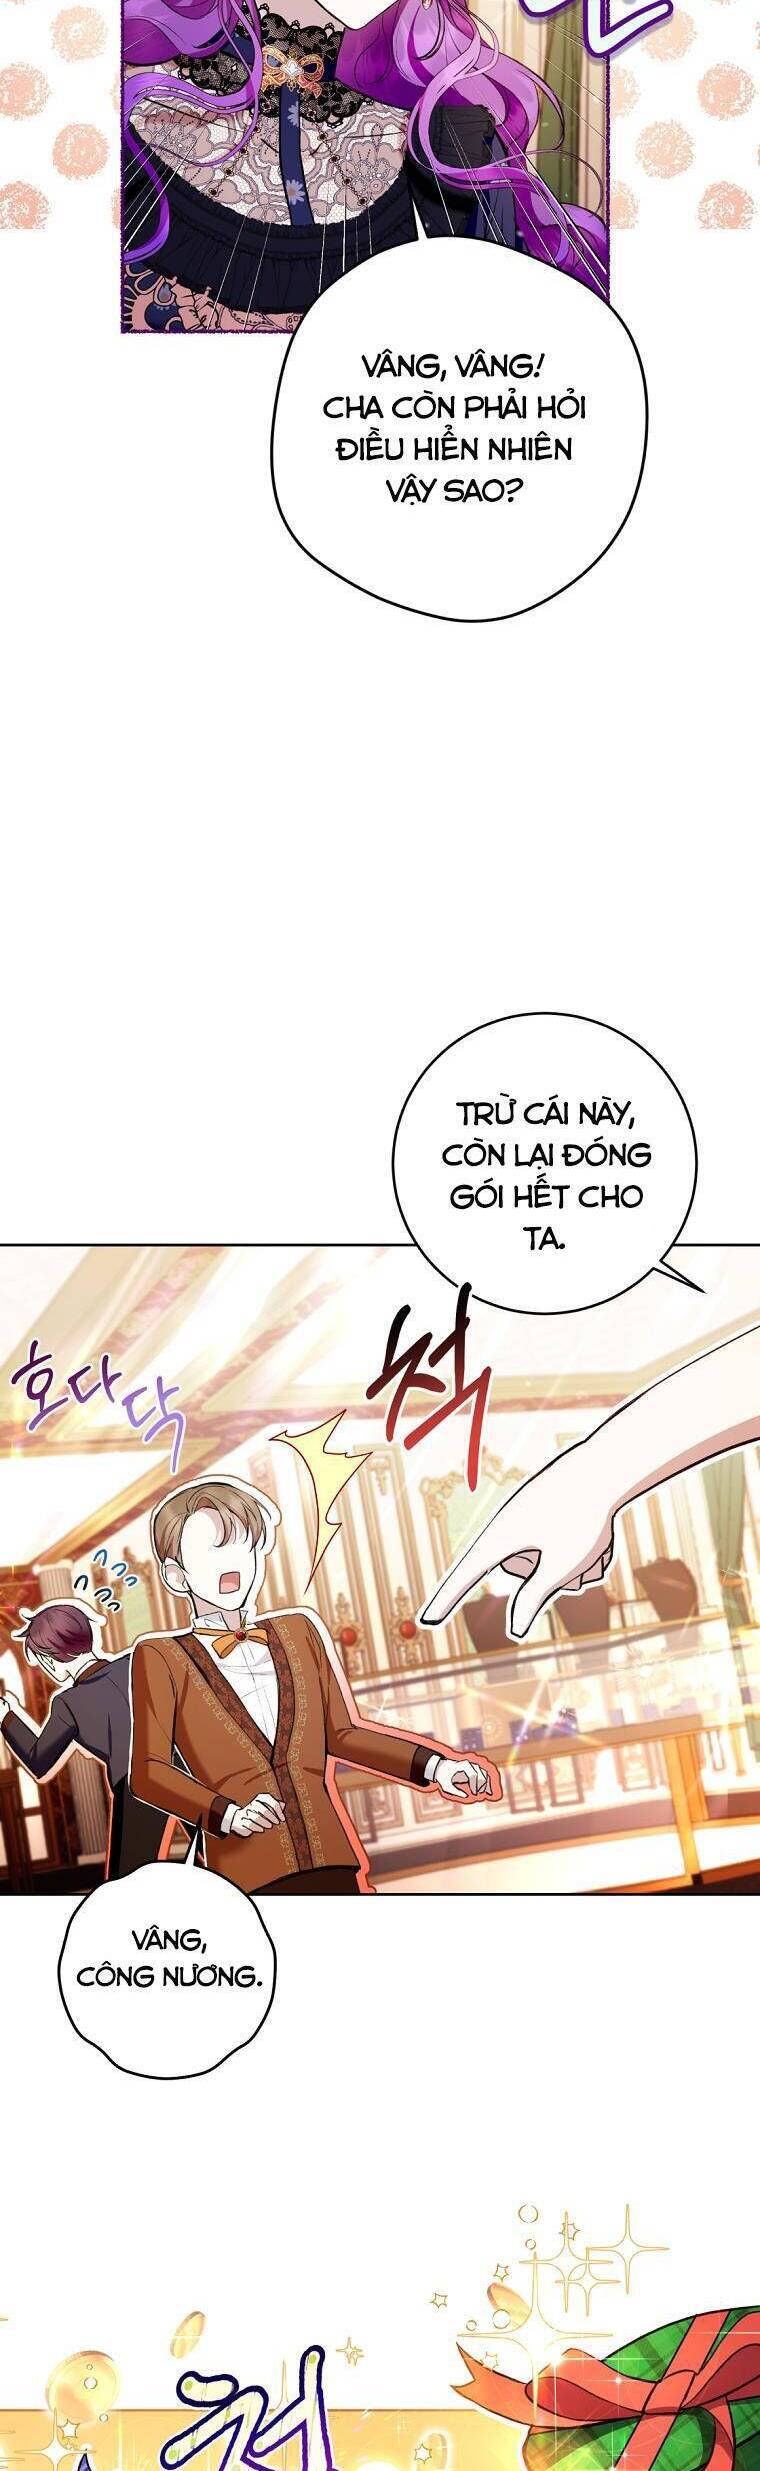 VÂNG, VÂNG!
CHA CÒN PHẢI HỎI
ĐIỀU HIỂN NHIÊN
VẬY SAO?
TRỪ CÁI NÀY,
CÒN LẠI ĐÓNG
GÓI HẾT CHO
TA.
척
호다닥
VÂNG,
CÔNG NƯƠNG.